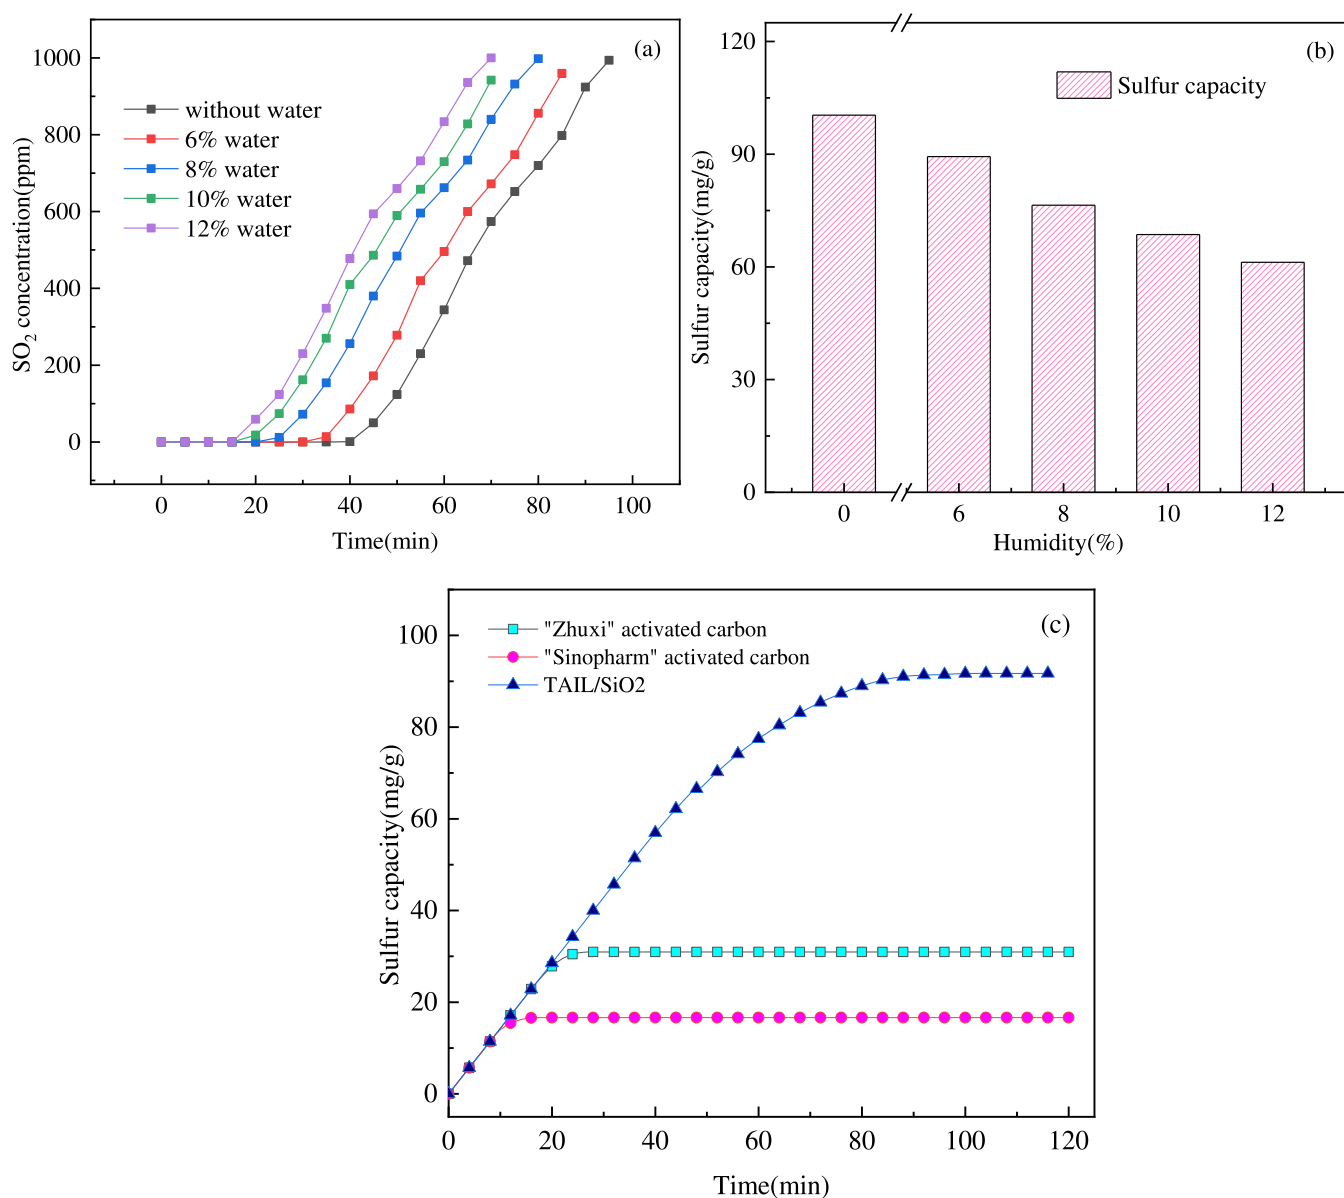 (a)
1000
800
600
400
200
0
SO2 concentration(ppm)
without water
6% water
8% water
10% water
12% water
0 20 40 60 80 100
Time(min)
(b)
120
90
60
30
0
Sulfur capacity(mg/g)
Sulfur capacity
0 6 8 10 12
Humidity(%)
(c)
100
80
60
40
20
0
Sulfur capacity(mg/g)
"Zhuxi" activated carbon
"Sinopharm" activated carbon
TAIL/SiO2
0 20 40 60 80 100 120
Time(min)